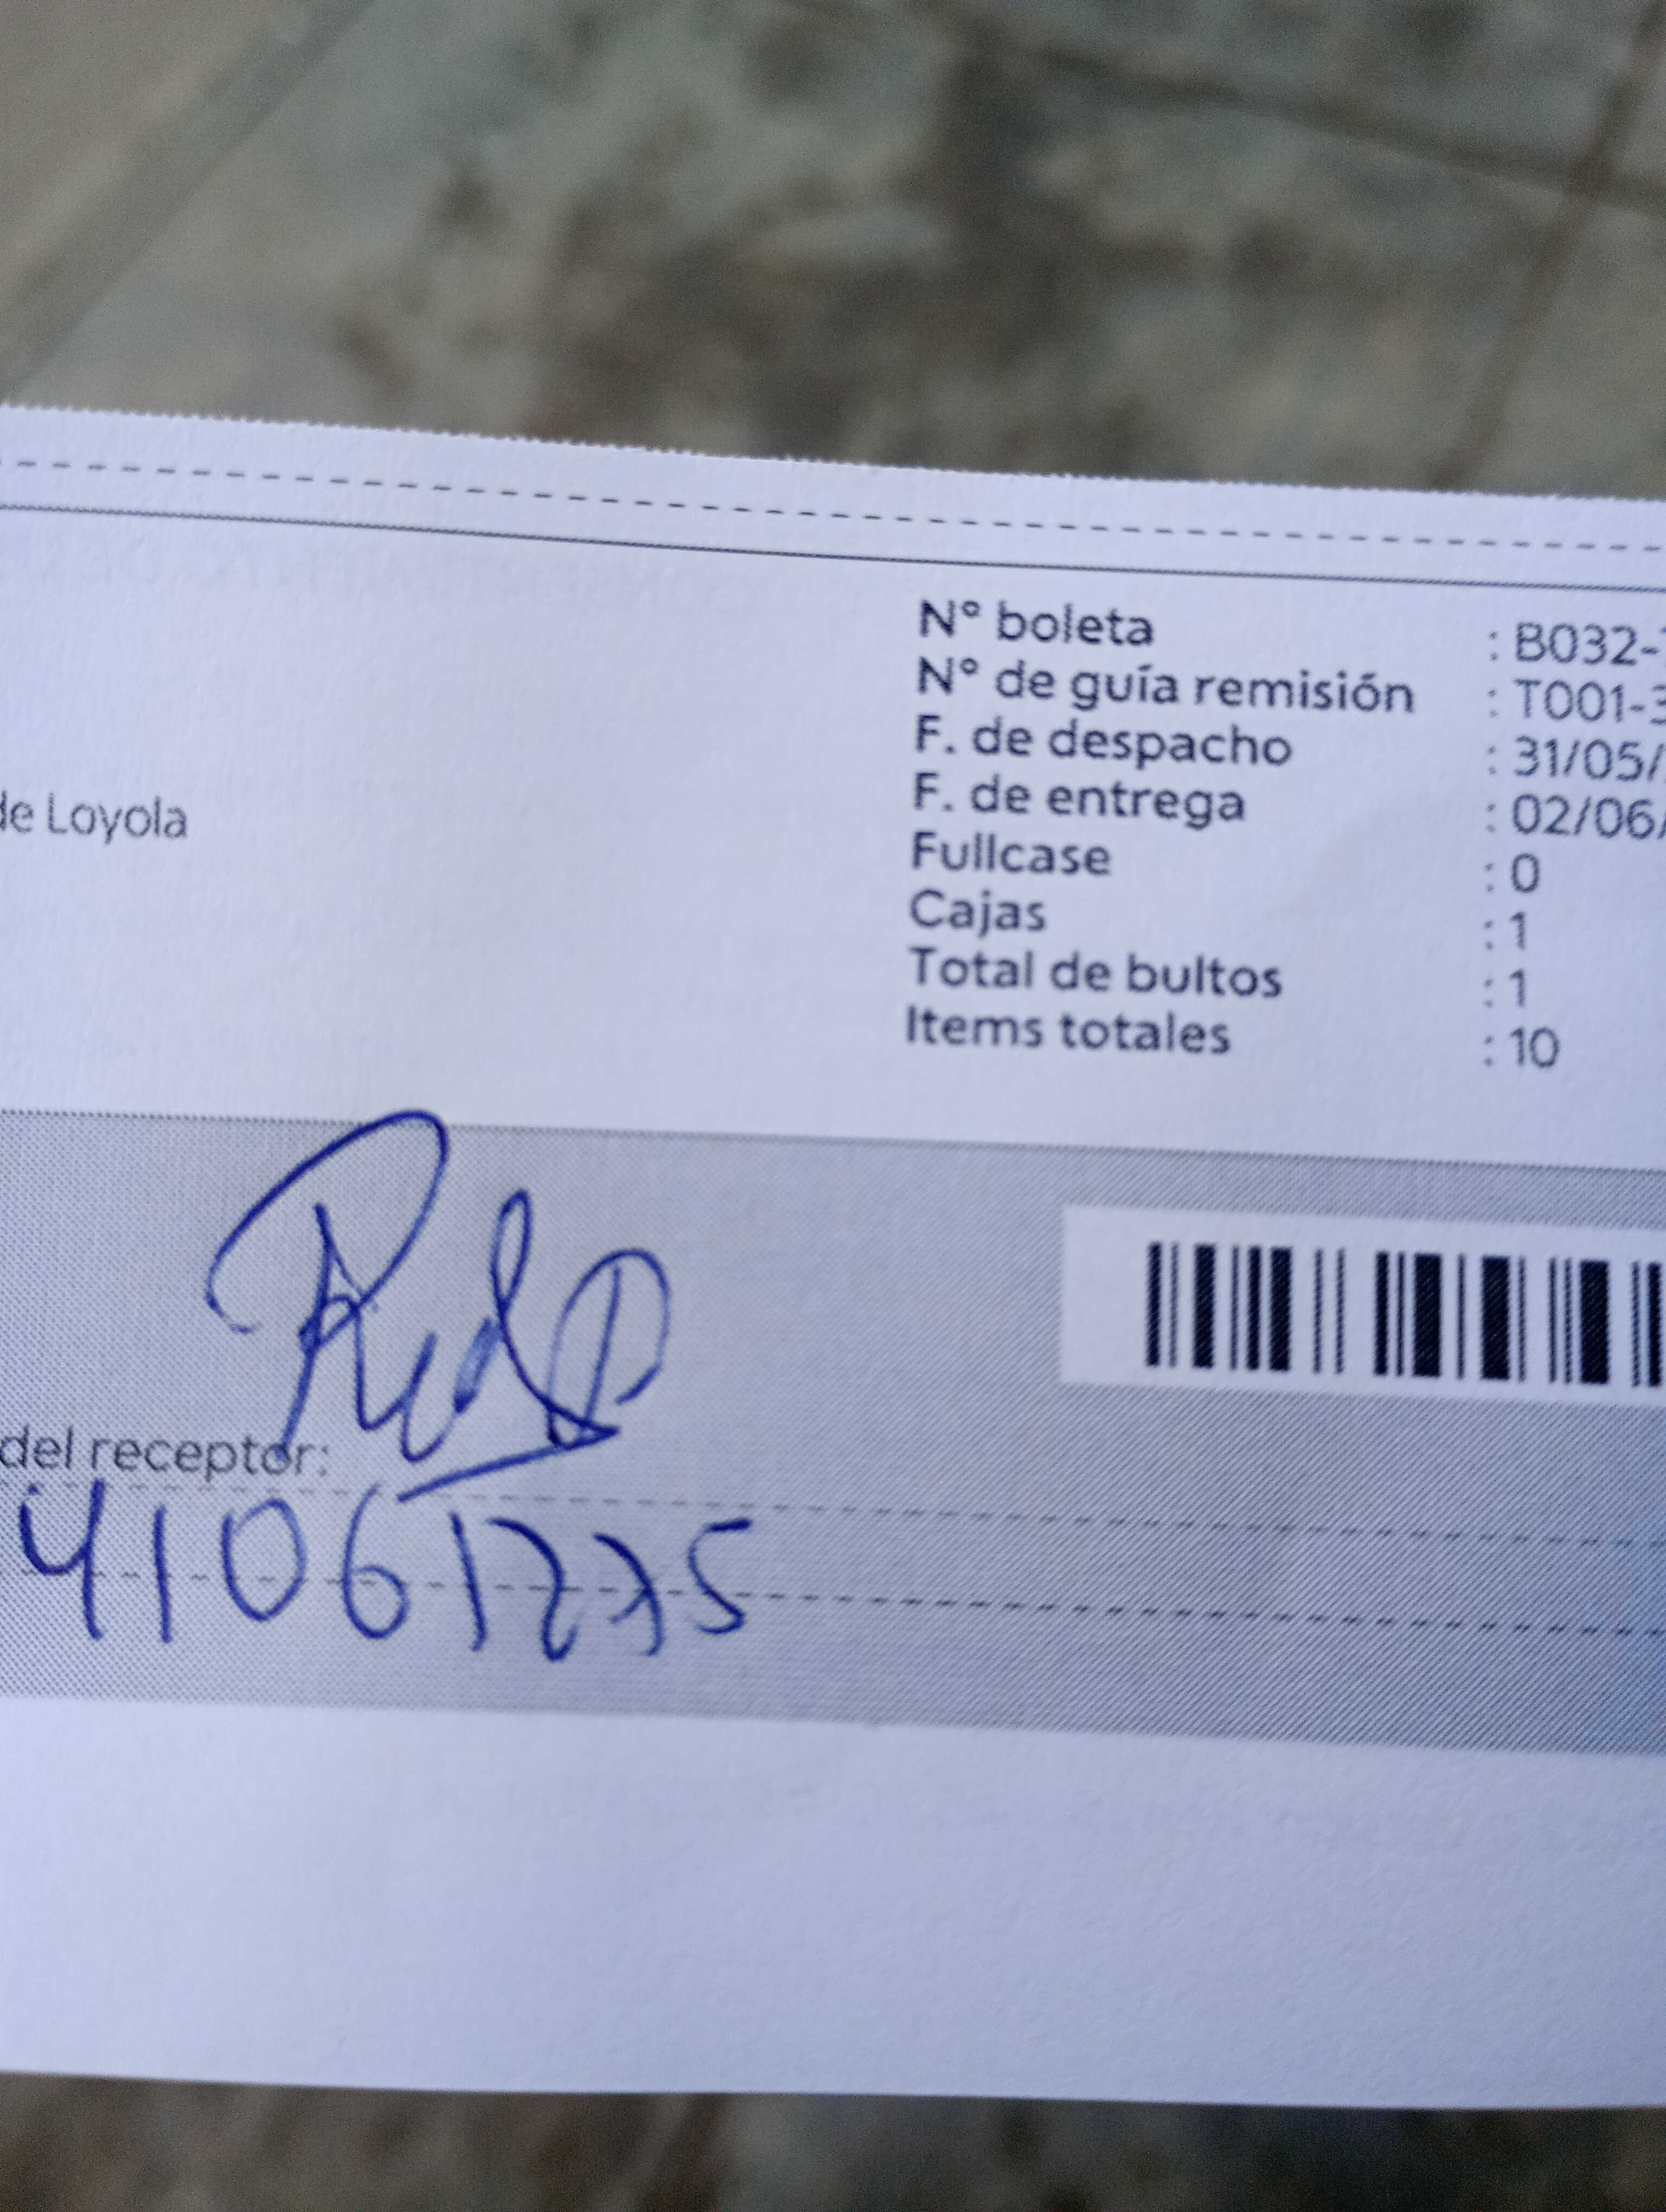 N° boleta : B032-
N° de guía remisión : T001-3
F. de despacho : 31/05/
F. de entrega : 02/06/
de Loyola
Fullcase : 0
Cajas : 1
Total de bultos : 1
Items totales : 10
del receptor:
41061275